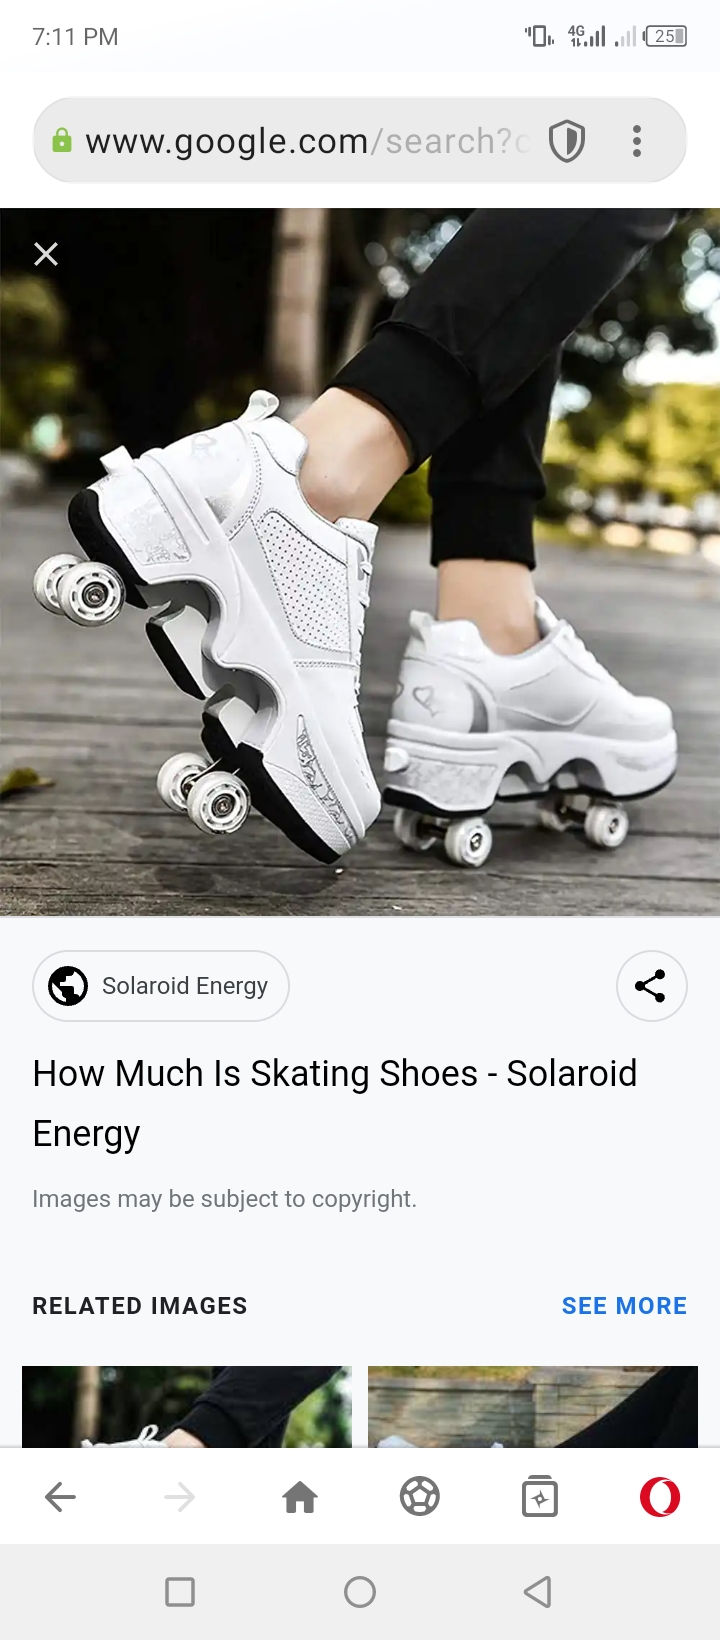 7:11 PM
4G
25
www.google.com/search?
Solaroid Energy
How Much Is Skating Shoes - Solaroid
Energy
Images may be subject to copyright.
RELATED IMAGES
SEE MORE